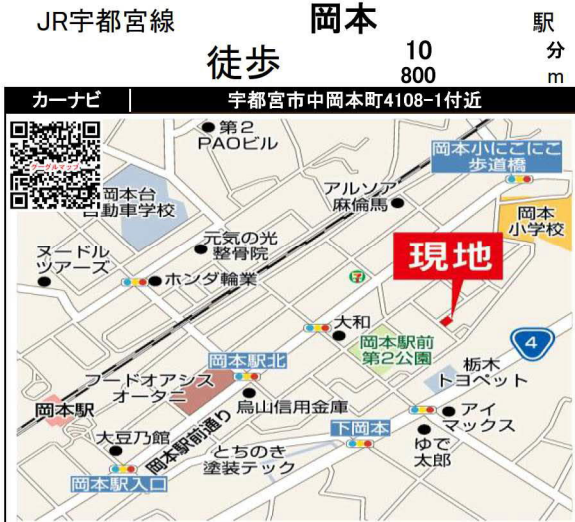 JR宇都宮線 岡本 駅
徒歩 10 分
800 m
カーナビ 宇都宮市中岡本町4108-1付近
グーグルマップ
第2
PAOビル
岡本小にこにこ
歩道橋
岡本台
自動車学校
アルソア
麻倫馬
岡本
小学校
元気の光
整骨院
ヌードル
ツアーズ
ホンダ輪業
現地
7
大和
岡本駅前
第2公園
4
岡本駅北
栃木
トヨペット
フードオアシス
オータニ
岡本駅
烏山信用金庫
アイ
マックス
下岡本
大豆乃館
岡本駅前通り
とちのき
塗装テック
ゆで
太郎
岡本駅入口